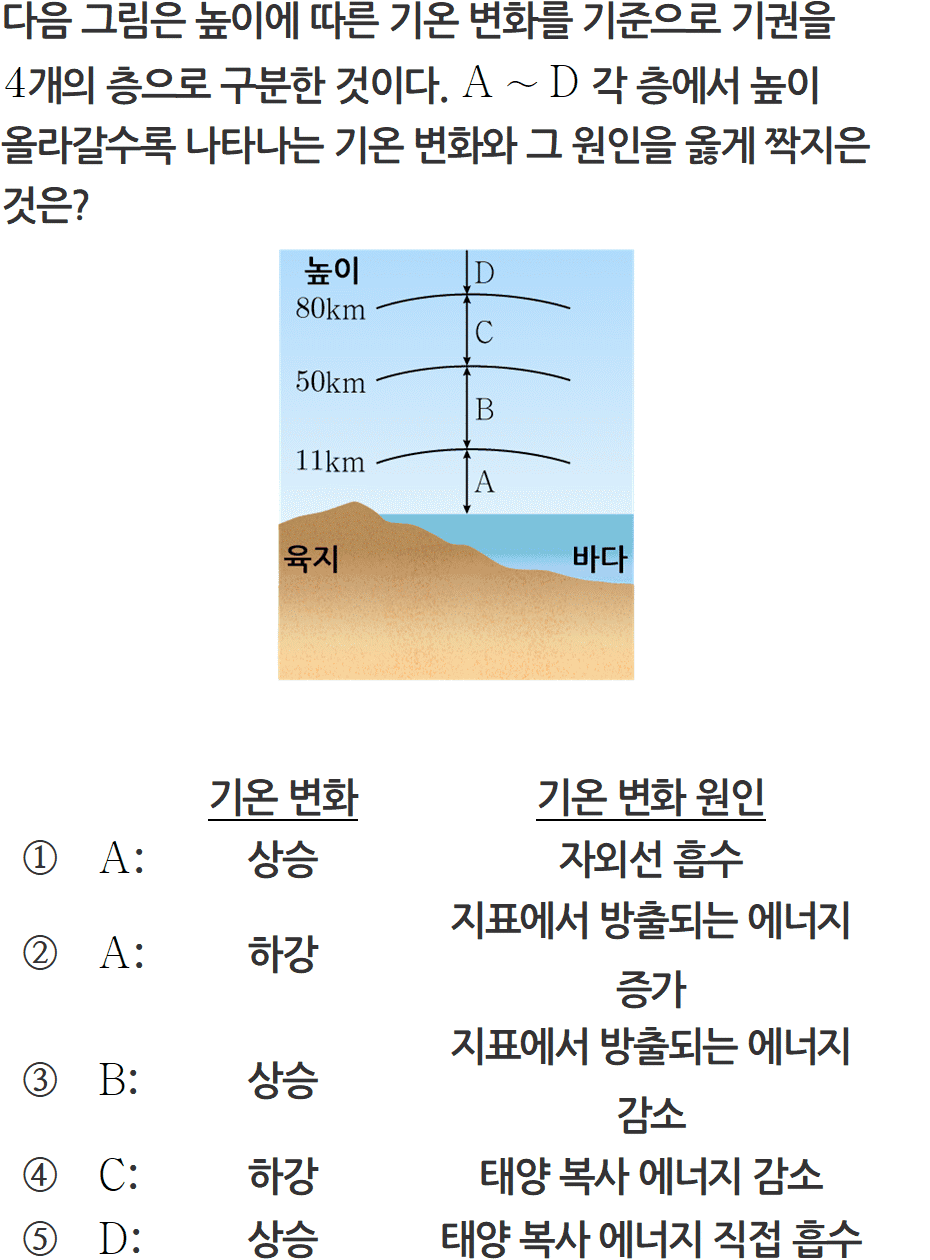 다음 그림은 높이에 따른 기온 변화를 기준으로 기권을
4개의 층으로 구분한 것이다. A ~ D 각 층에서 높이
올라갈수록 나타나는 기온 변화와 그 원인을 옳게 짝지은
것은?
높이
D
80km
C
50km
B
11km
A
육지
바다
기온 변화 기온 변화 원인
① A: 상승 자외선 흡수
② A: 하강 지표에서 방출되는 에너지
증가
③ B: 상승 지표에서 방출되는 에너지
감소
④ C: 하강 태양 복사 에너지 감소
⑤ D: 상승 태양 복사 에너지 직접 흡수